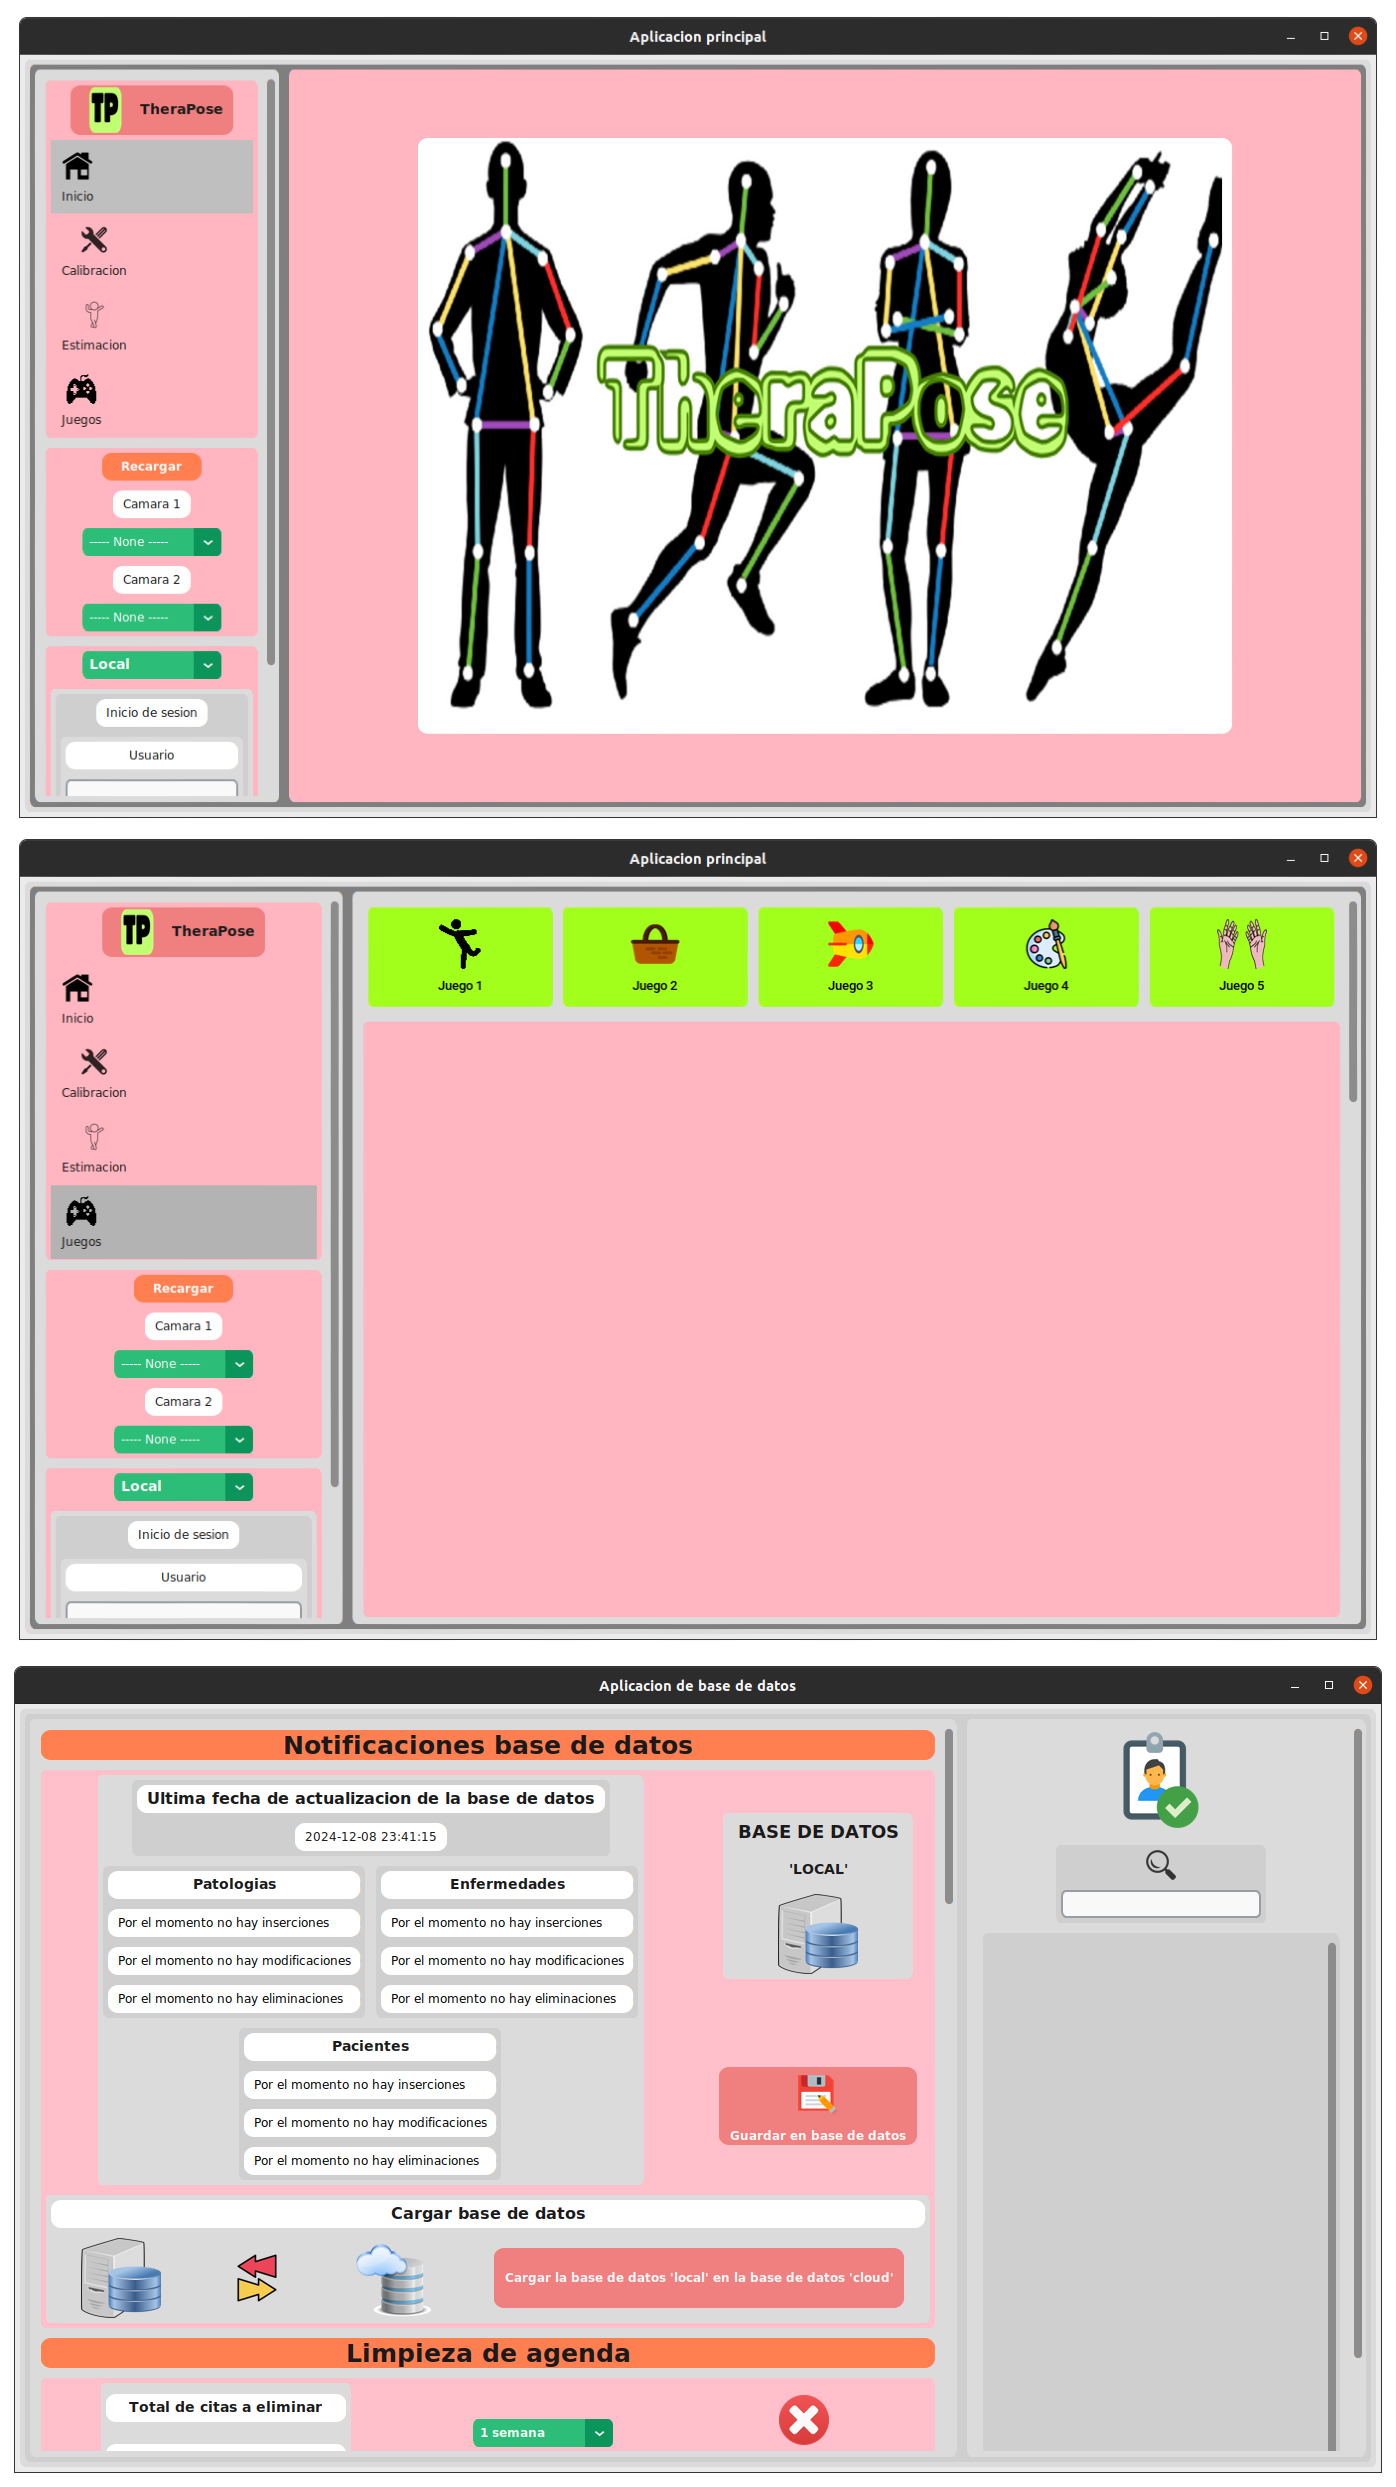 Aplicacion principal
TP TheraPose
Inicio
Calibracion
Estimacion
Juegos
Recargar
Camara 1
----- None -----
Camara 2
----- None -----
Local
Inicio de sesion
Usuario
TheraPose
Aplicacion principal
TP TheraPose
Inicio
Calibracion
Estimacion
Juegos
Recargar
Camara 1
----- None -----
Camara 2
----- None -----
Local
Inicio de sesion
Usuario
Juego 1
Juego 2
Juego 3
Juego 4
Juego 5
Aplicacion de base de datos
Notificaciones base de datos
Ultima fecha de actualizacion de la base de datos
2024-12-08 23:41:15
Patologias
Por el momento no hay inserciones
Por el momento no hay modificaciones
Por el momento no hay eliminaciones
Enfermedades
Por el momento no hay inserciones
Por el momento no hay modificaciones
Por el momento no hay eliminaciones
Pacientes
Por el momento no hay inserciones
Por el momento no hay modificaciones
Por el momento no hay eliminaciones
BASE DE DATOS
'LOCAL'
Guardar en base de datos
Cargar base de datos
Cargar la base de datos 'local' en la base de datos 'cloud'
Limpieza de agenda
Total de citas a eliminar
1 semana